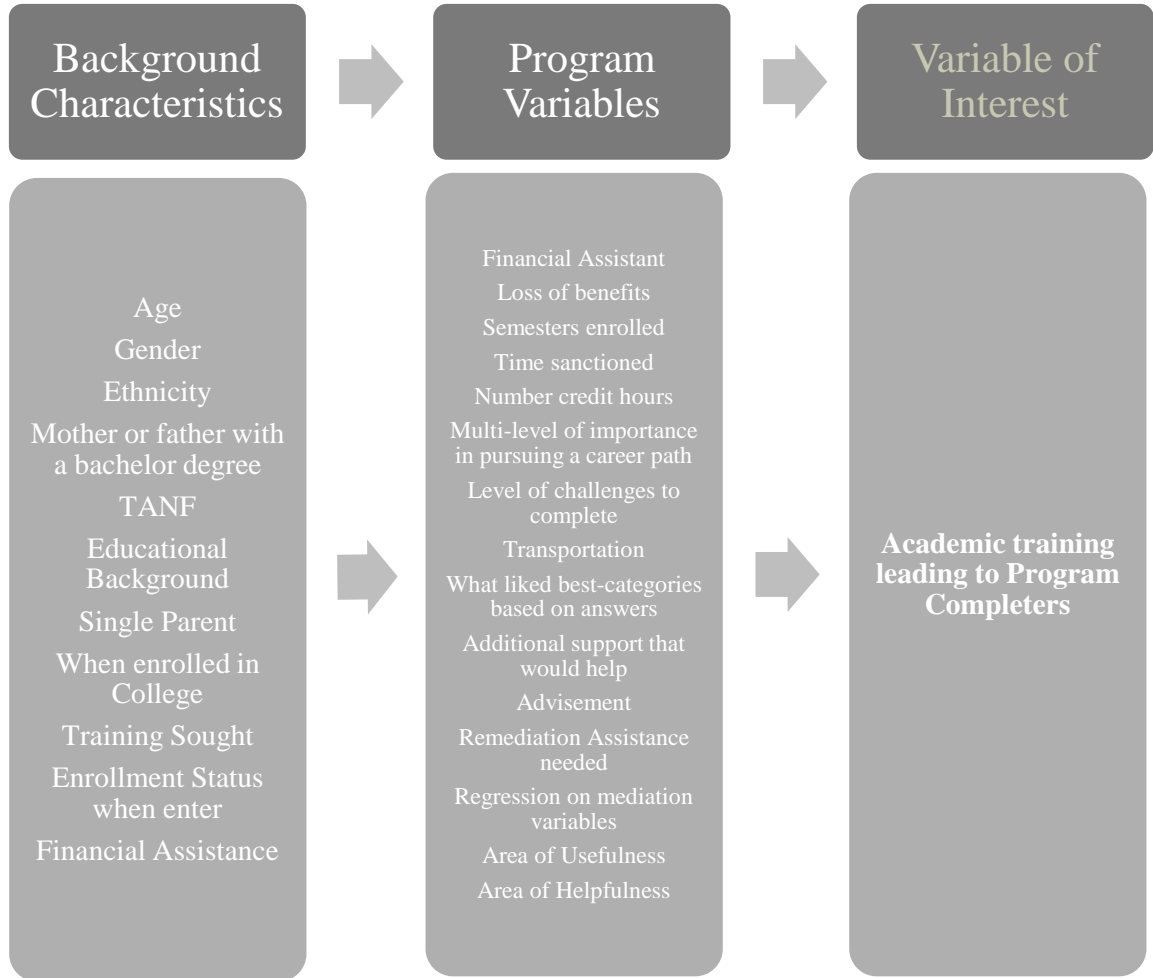 Background
Characteristics
Program
Variables
Variable of
Interest
Age
Gender
Ethnicity
Mother or father with
a bachelor degree
TANF
Educational
Background
Single Parent
When enrolled in
College
Training Sought
Enrollment Status
when enter
Financial Assistance
Financial Assistant
Loss of benefits
Semesters enrolled
Time sanctioned
Number credit hours
Multi-level of importance
in pursuing a career path
Level of challenges to
complete
Transportation
What liked best-categories
based on answers
Additional support that
would help
Advisement
Remediation Assistance
needed
Regression on mediation
variables
Area of Usefulness
Area of Helpfulness
Academic training
leading to Program
Completers